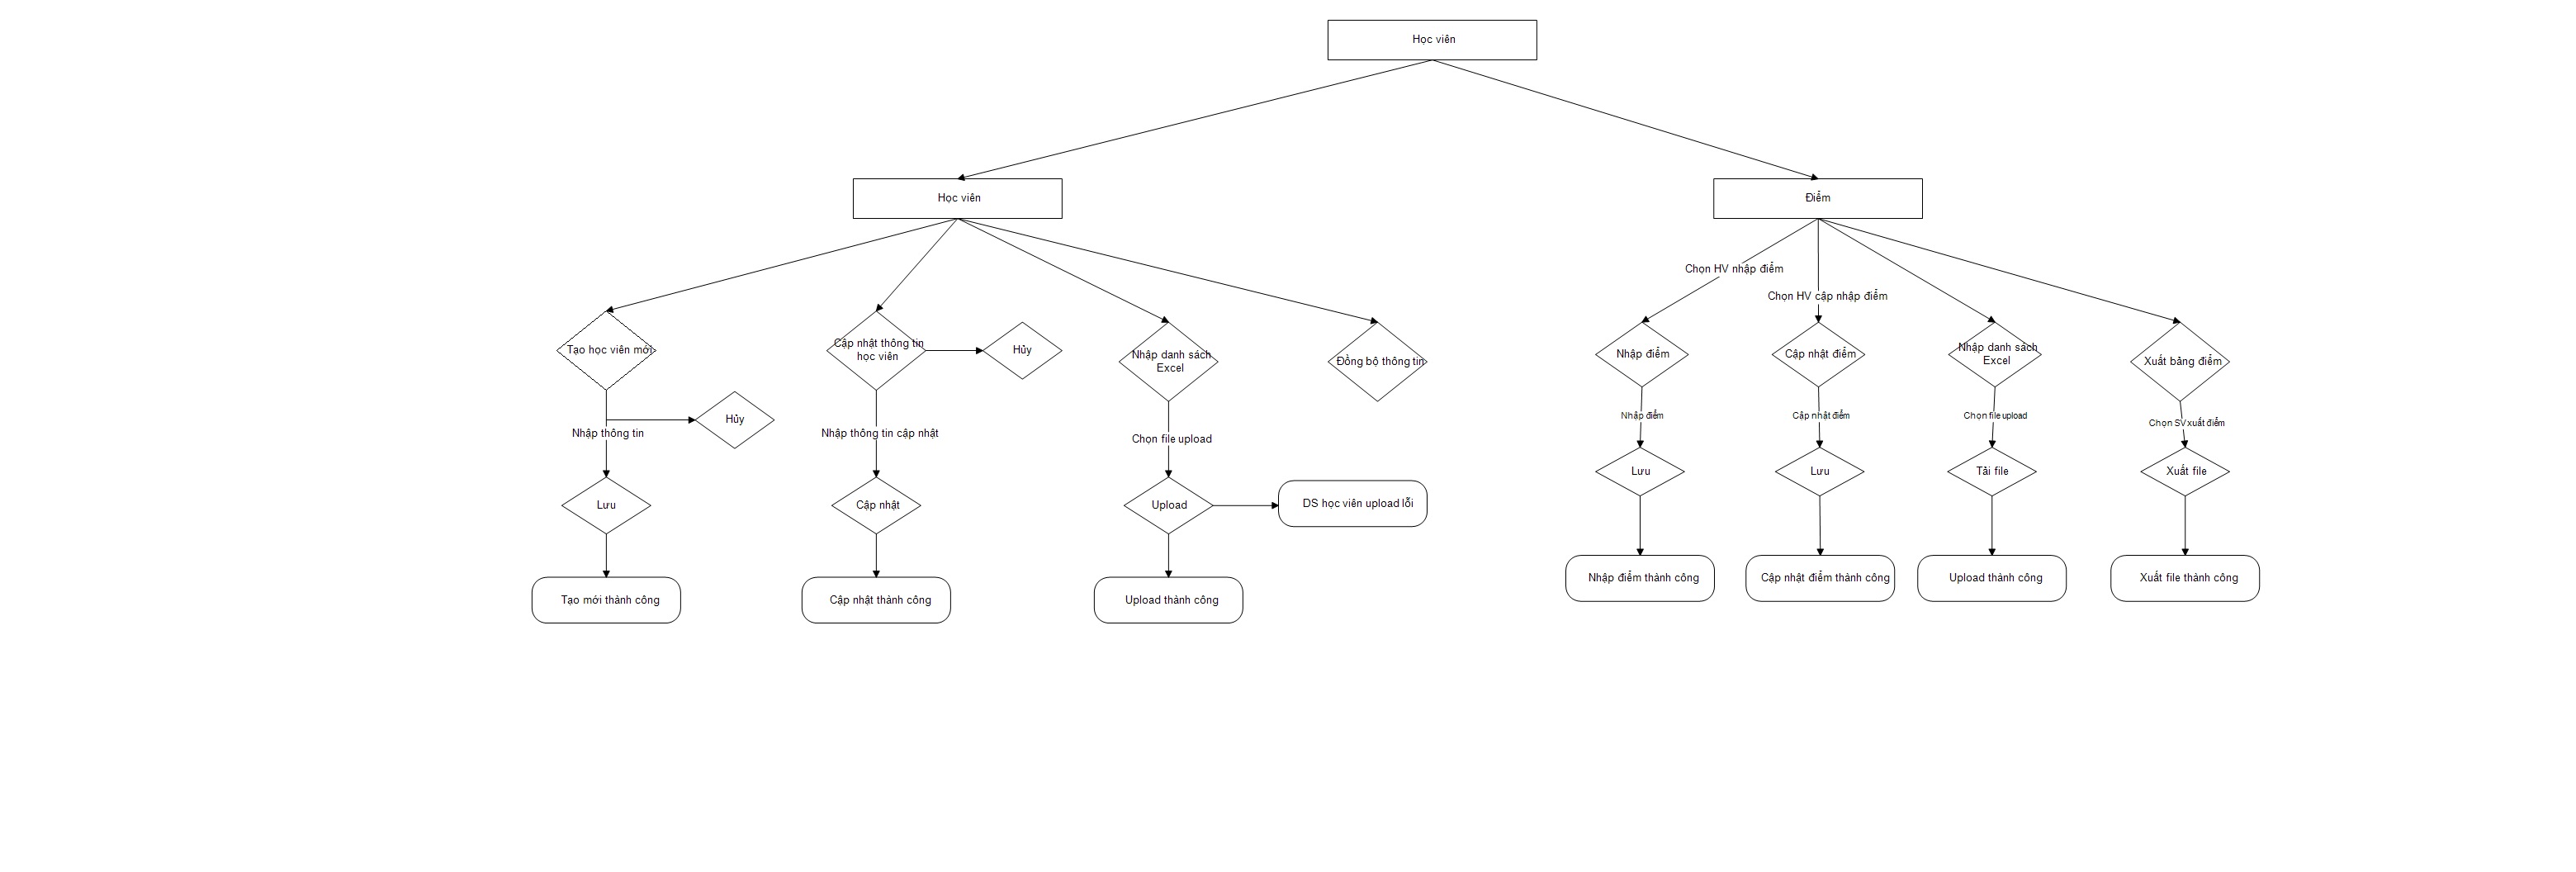 Học viên
Học viên
Điểm
Chọn HV nhập điểm
Chọn HV cập nhập điểm
Tạo học viên mới
Cập nhật thông tin
học viên
Hủy
Nhập danh sách
Excel
Đồng bộ thông tin
Nhập điểm
Cập nhật điểm
Nhập danh sách
Excel
Xuất bảng điểm
Hủy
Nhập thông tin
Nhập thông tin cập nhật
Chọn file upload
Nhập điểm
Cập nhật điểm
Chọn file upload
Chọn SV xuất điểm
Lưu
Cập nhật
Upload
DS học viên upload lỗi
Lưu
Lưu
Tải file
Xuất file
Tạo mới thành công
Cập nhật thành công
Upload thành công
Nhập điểm thành công
Cập nhật điểm thành công
Upload thành công
Xuất file thành công